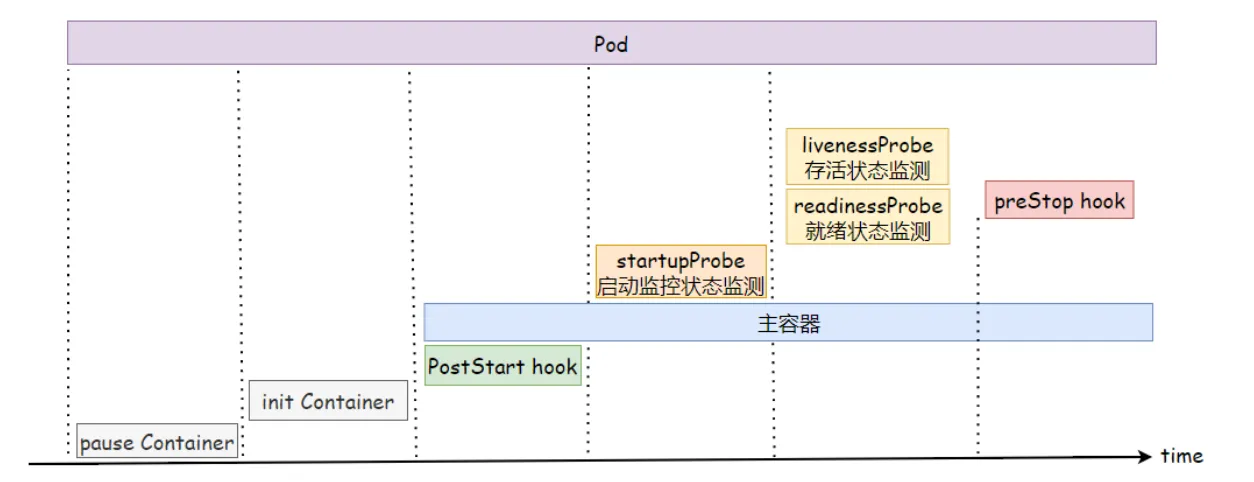 Pod
livenessProbe
存活状态监测
readinessProbe
就绪状态监测
preStop hook
startupProbe
启动监控状态监测
主容器
PostStart hook
init Container
pause Container
time